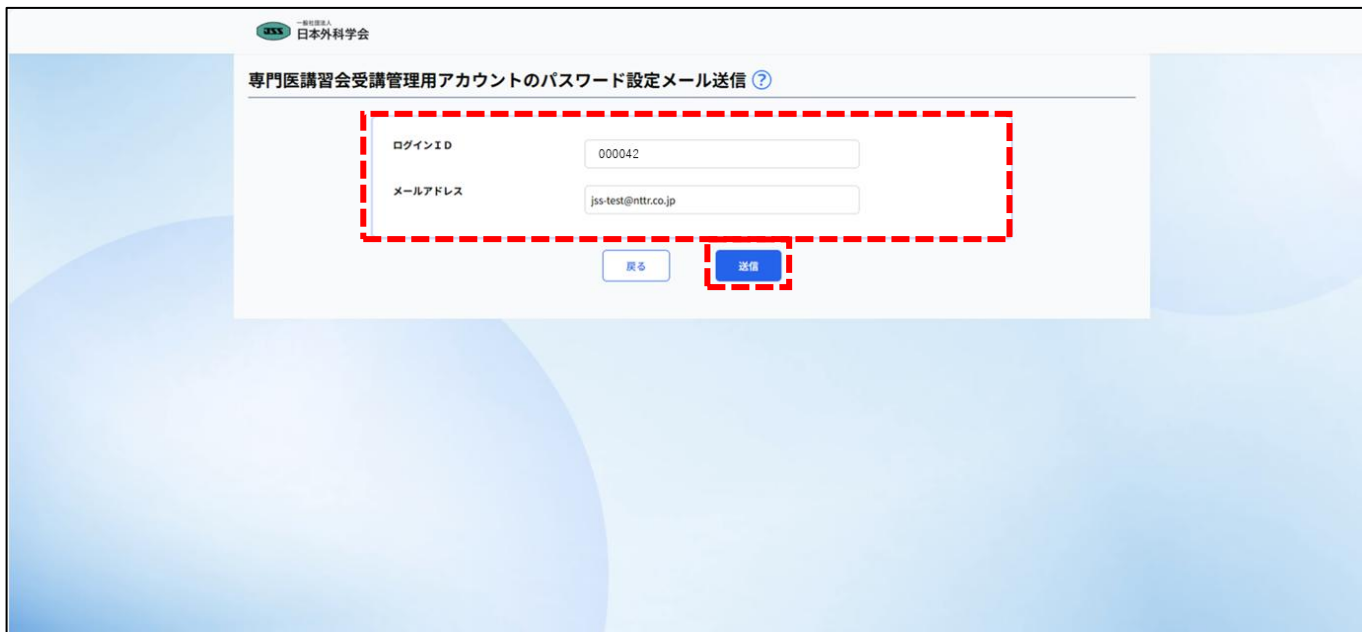 JSS
一般社団法人
日本外科学会
専門医講習会受講管理用アカウントのパスワード設定メール送信 ?
ログインＩＤ
000042
メールアドレス
jss-test@nttr.co.jp
戻る
送信